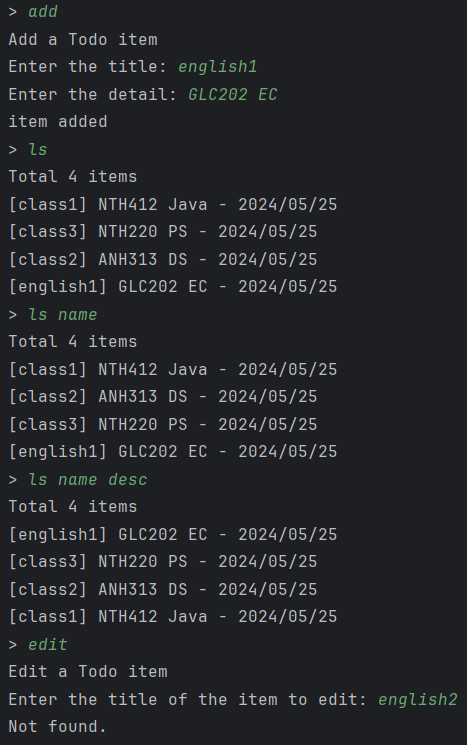 > add
Add a Todo item
Enter the title: english1
Enter the detail: GLC202 EC
item added
> ls
Total 4 items
[class1] NTH412 Java - 2024/05/25
[class3] NTH220 PS - 2024/05/25
[class2] ANH313 DS - 2024/05/25
[english1] GLC202 EC - 2024/05/25
> ls name
Total 4 items
[class1] NTH412 Java - 2024/05/25
[class2] ANH313 DS - 2024/05/25
[class3] NTH220 PS - 2024/05/25
[english1] GLC202 EC - 2024/05/25
> ls name desc
Total 4 items
[english1] GLC202 EC - 2024/05/25
[class3] NTH220 PS - 2024/05/25
[class2] ANH313 DS - 2024/05/25
[class1] NTH412 Java - 2024/05/25
> edit
Edit a Todo item
Enter the title of the item to edit: english2
Not found.